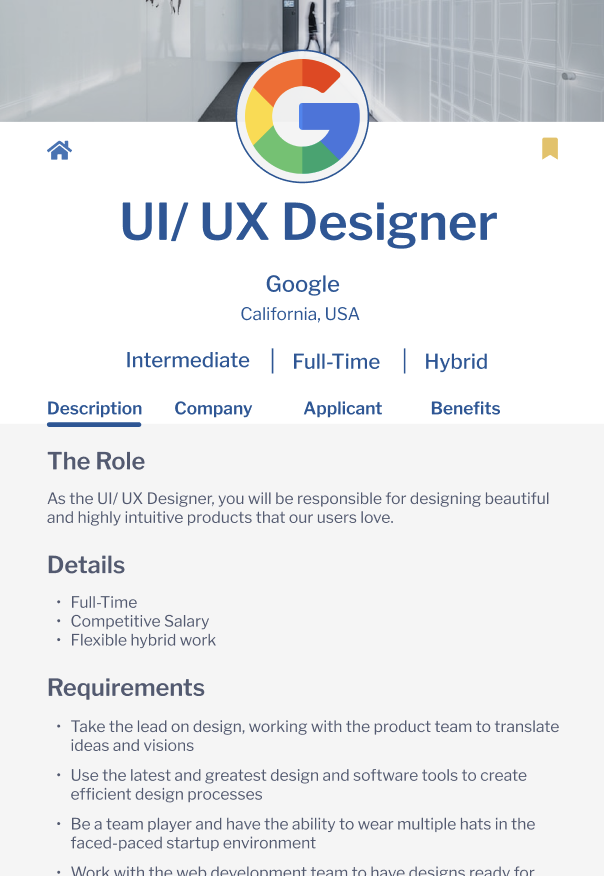 UI/ UX Designer
Google
California, USA
Intermediate | Full-Time | Hybrid
Description Company Applicant Benefits
The Role
As the UI/ UX Designer, you will be responsible for designing beautiful
and highly intuitive products that our users love.
Details
• Full-Time
• Competitive Salary
• Flexible hybrid work
Requirements
• Take the lead on design, working with the product team to translate
ideas and visions
• Use the latest and greatest design and software tools to create
efficient design processes
• Be a team player and have the ability to wear multiple hats in the
faced-paced startup environment
• Work with the web development team to have designs ready for